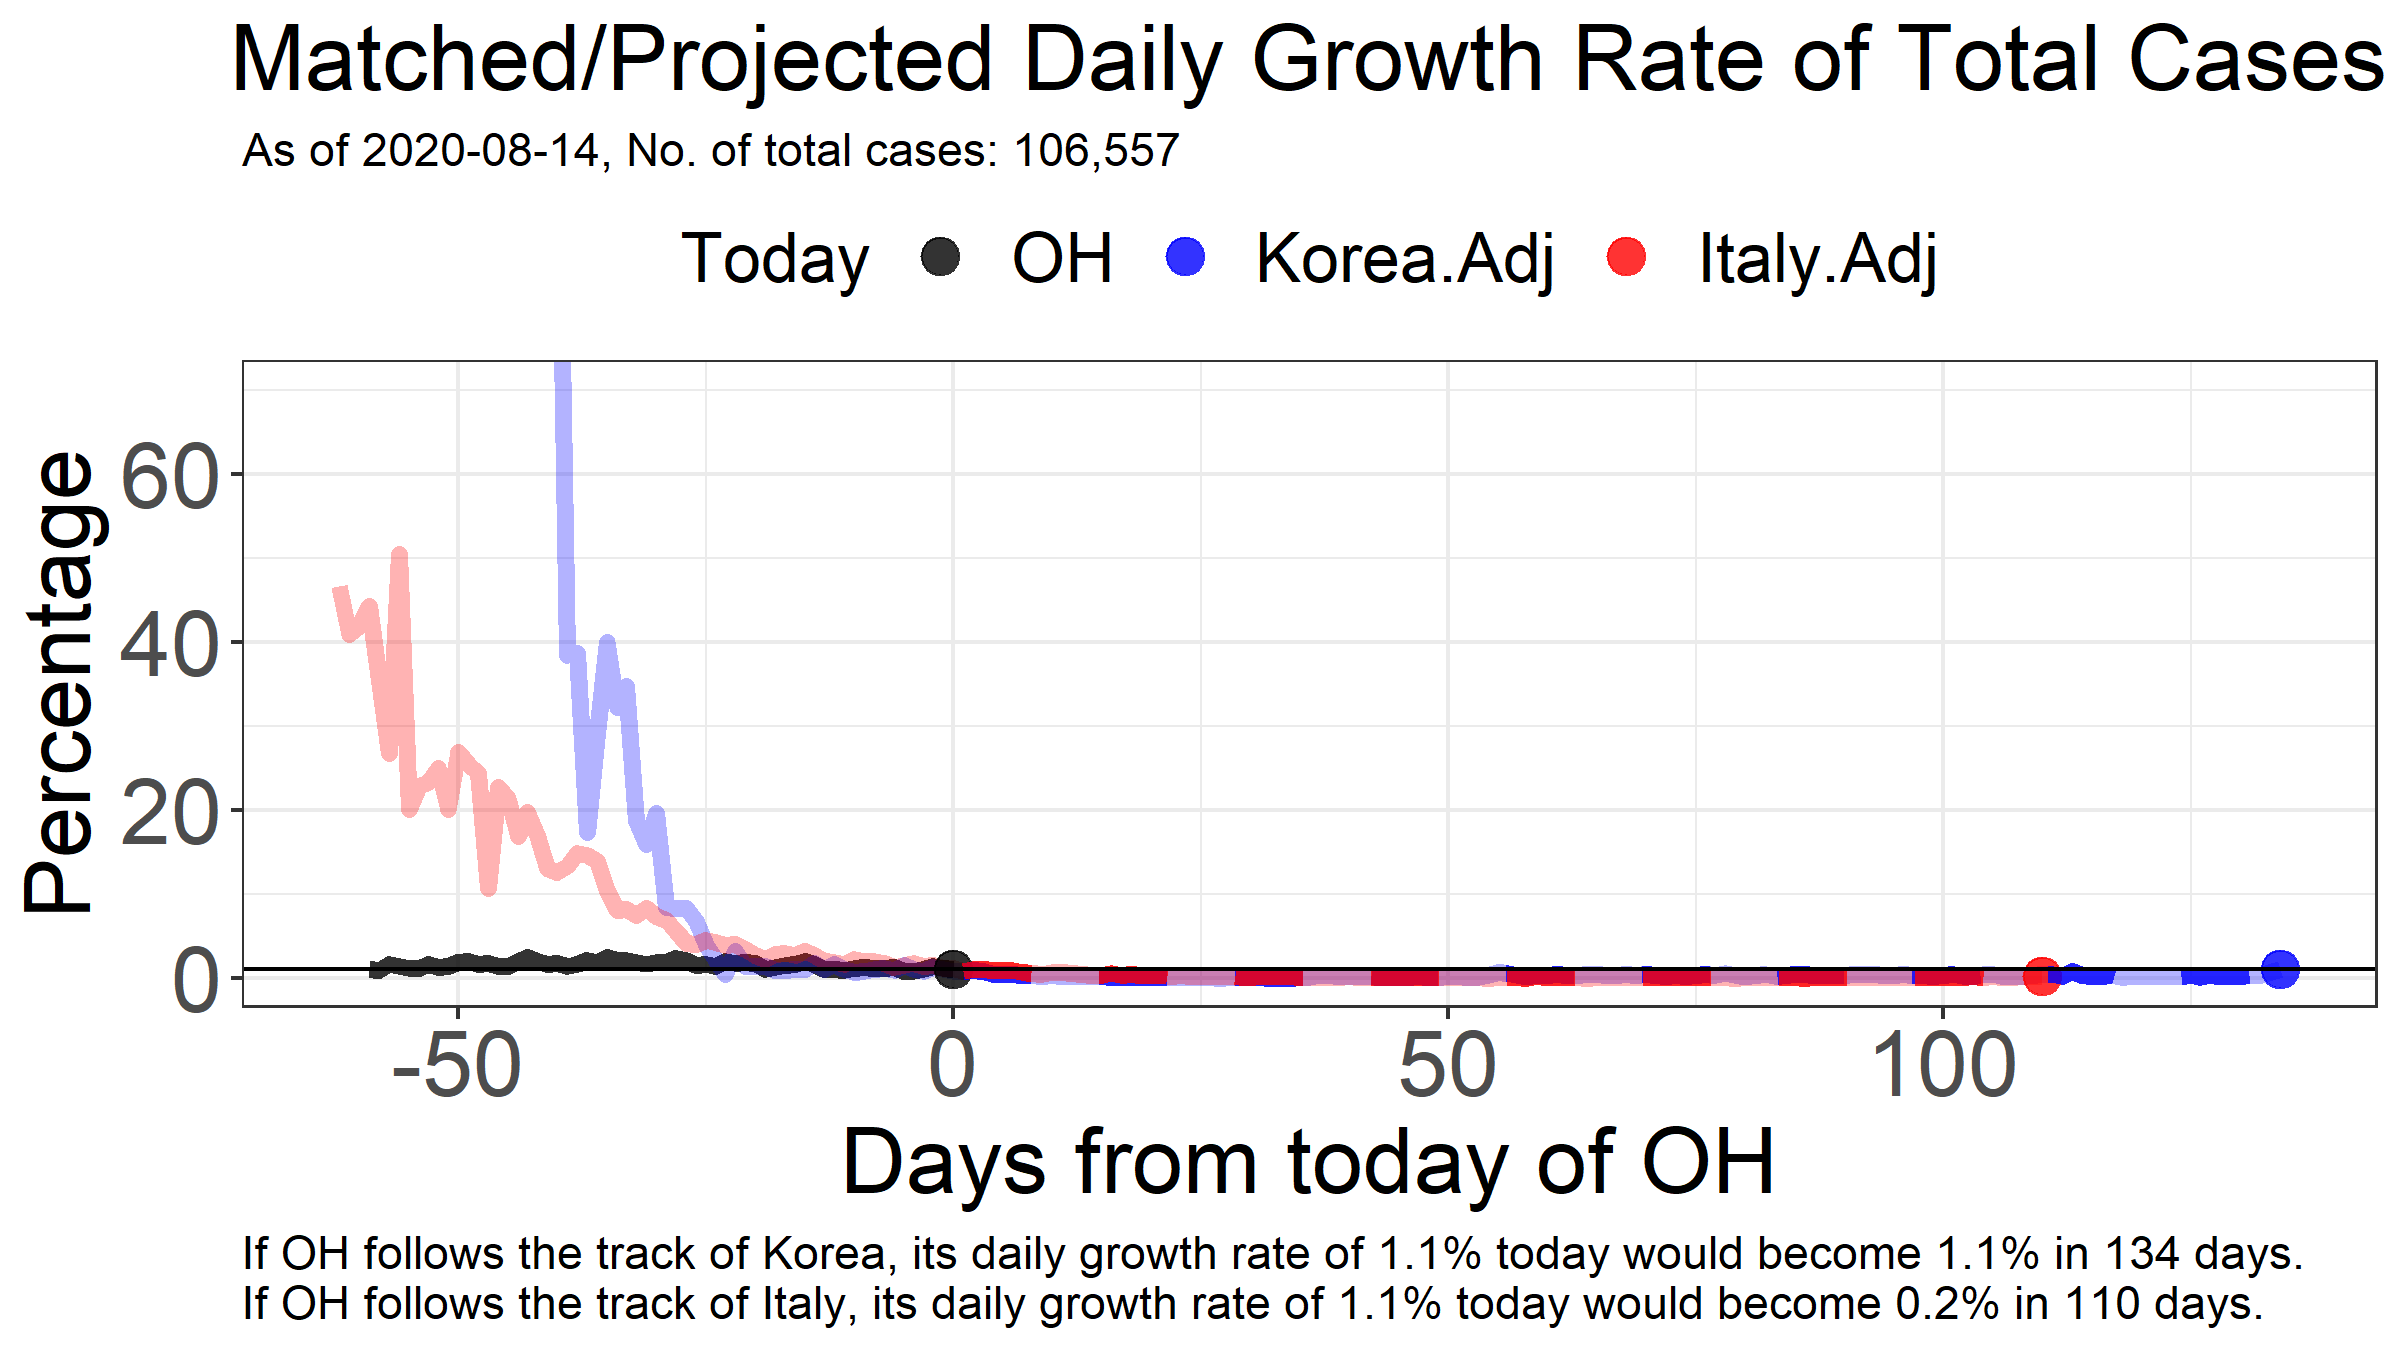 Matched/Projected Daily Growth Rate of Total Cases
As of 2020-08-14, No. of total cases: 106,557
Today OH Korea.Adj Italy.Adj
Percentage
60
40
20
0
-50 0 50 100
Days from today of OH
If OH follows the track of Korea, its daily growth rate of 1.1% today would become 1.1% in 134 days.
If OH follows the track of Italy, its daily growth rate of 1.1% today would become 0.2% in 110 days.